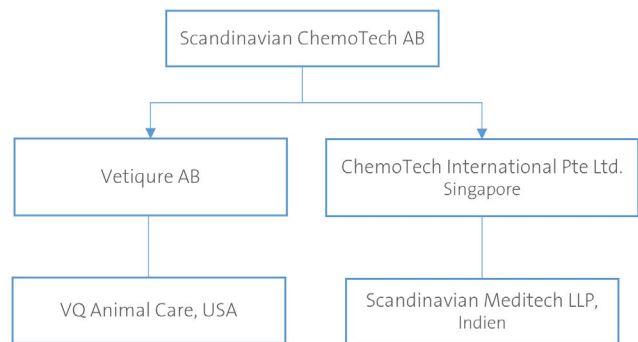 Scandinavian ChemoTech AB
Vetiqure AB
ChemoTech International Pte Ltd.
Singapore
VQ Animal Care, USA
Scandinavian Meditech LLP,
Indien